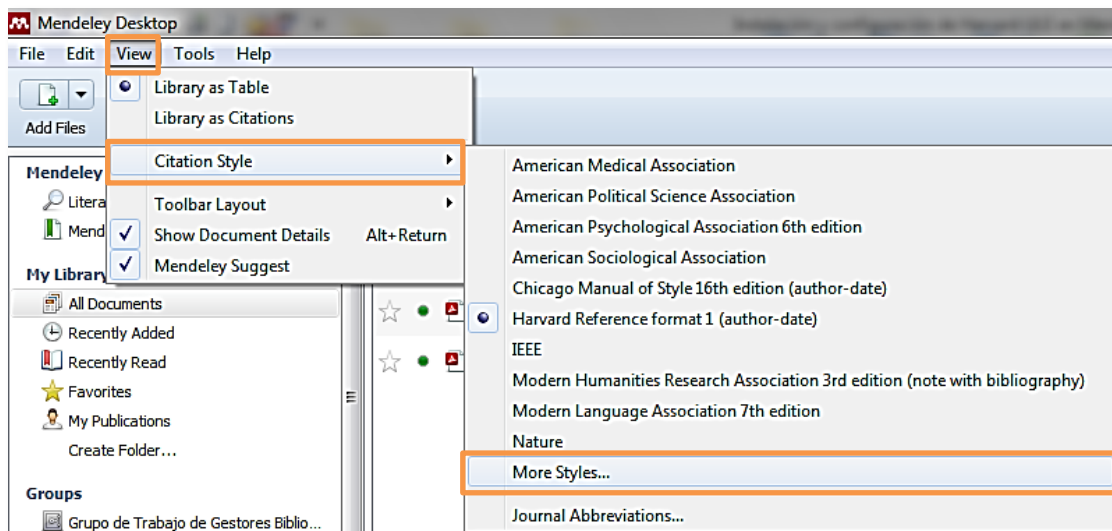 Mendeley Desktop
File Edit View Tools Help
Add Files
Library as Table
Library as Citations
Citation Style
Toolbar Layout
Show Document Details Alt+Return
Mendeley Suggest
Mendeley
Litera
Mend
My Library
All Documents
Recently Added
Recently Read
Favorites
My Publications
Create Folder...
Groups
Grupo de Trabajo de Gestores Biblio...
American Medical Association
American Political Science Association
American Psychological Association 6th edition
American Sociological Association
Chicago Manual of Style 16th edition (author-date)
Harvard Reference format 1 (author-date)
IEEE
Modern Humanities Research Association 3rd edition (note with bibliography)
Modern Language Association 7th edition
Nature
More Styles...
Journal Abbreviations...